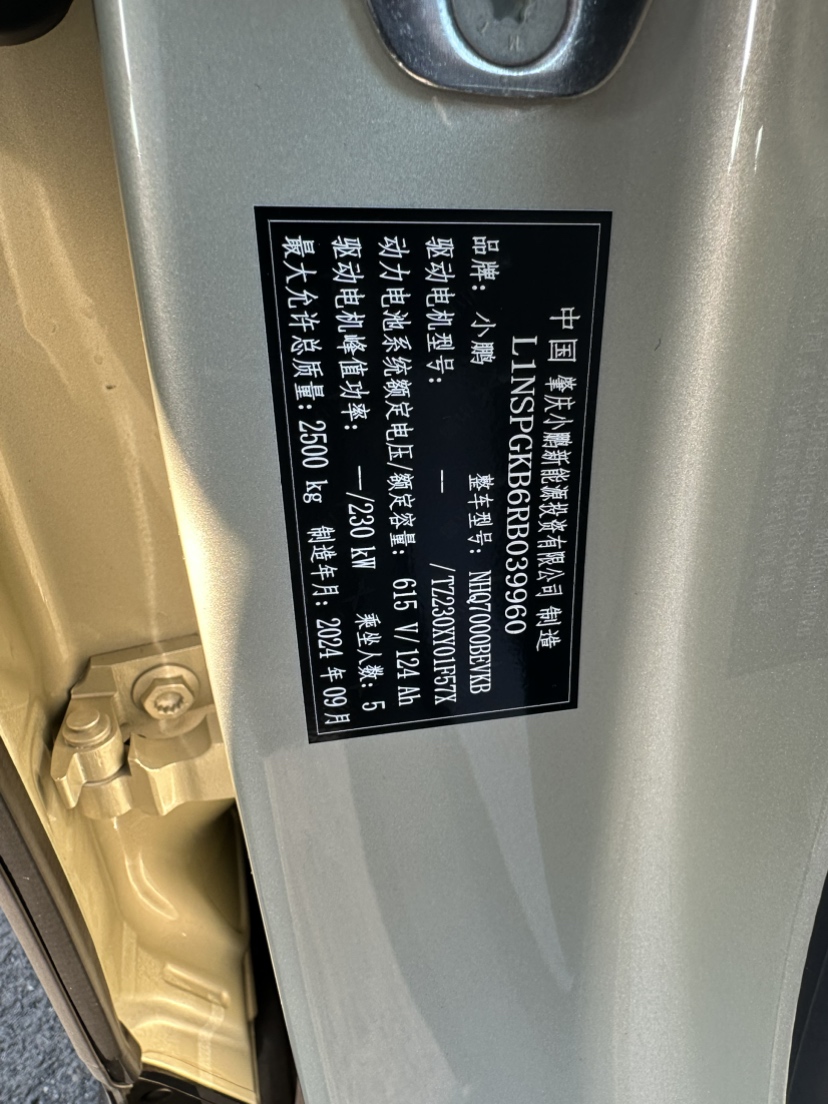 中国 肇庆小鹏新能源投资有限公司 制造
L1NSPGKB6RB039960
品牌: 小鹏 整车型号: NHQ7000BEVKB
驱动电机型号: -- /TZ230XY01F57X
动力电池系统额定电压/额定容量: 615 V/124 Ah
驱动电机峰值功率: --/230 kW 乘坐人数: 5
最大允许总质量: 2500 kg 制造年月: 2024 年 09月